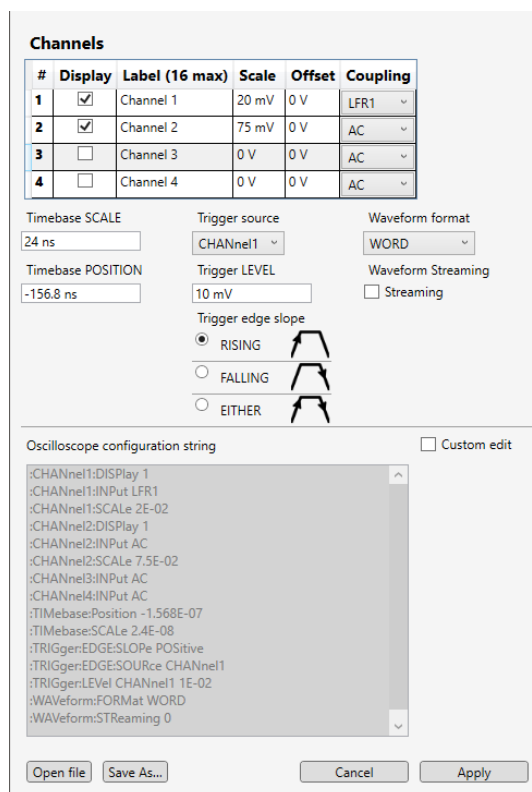 Channels
# Display Label (16 max) Scale Offset Coupling
1 Channel 1 20 mV 0 V LFR1
2 Channel 2 75 mV 0 V AC
3 Channel 3 0 V 0 V AC
4 Channel 4 0 V 0 V AC
Timebase SCALE Trigger source Waveform format
24 ns CHANnel1 WORD
Timebase POSITION Trigger LEVEL Waveform Streaming
-156.8 ns 10 mV Streaming
Trigger edge slope
RISING
FALLING
EITHER
Oscilloscope configuration string Custom edit
:CHANnel1:DISPlay 1
:CHANnel1:INPut LFR1
:CHANnel1:SCALe 2E-02
:CHANnel2:DISPlay 1
:CHANnel2:INPut AC
:CHANnel2:SCALe 7.5E-02
:CHANnel3:INPut AC
:CHANnel4:INPut AC
:TIMebase:Position -1.568E-07
:TIMebase:SCALe 2.4E-08
:TRIGger:EDGE:SLOPe POSitive
:TRIGger:EDGE:SOURce CHANnel1
:TRIGger:LEVel CHANnel1 1E-02
:WAVeform:FORMat WORD
:WAVeform:STReaming 0
Open file Save As... Cancel Apply